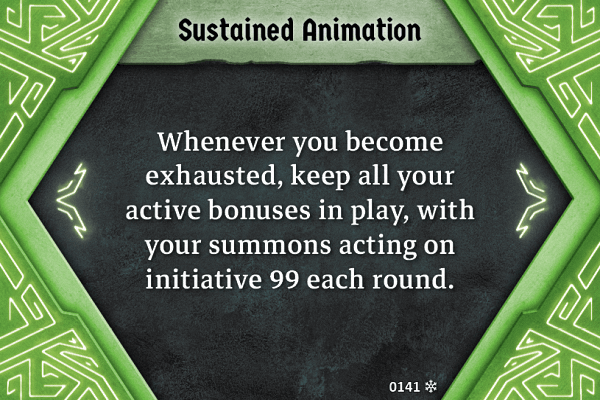 Sustained Animation
Whenever you become
exhausted, keep all your
active bonuses in play, with
your summons acting on
initiative 99 each round.
0141